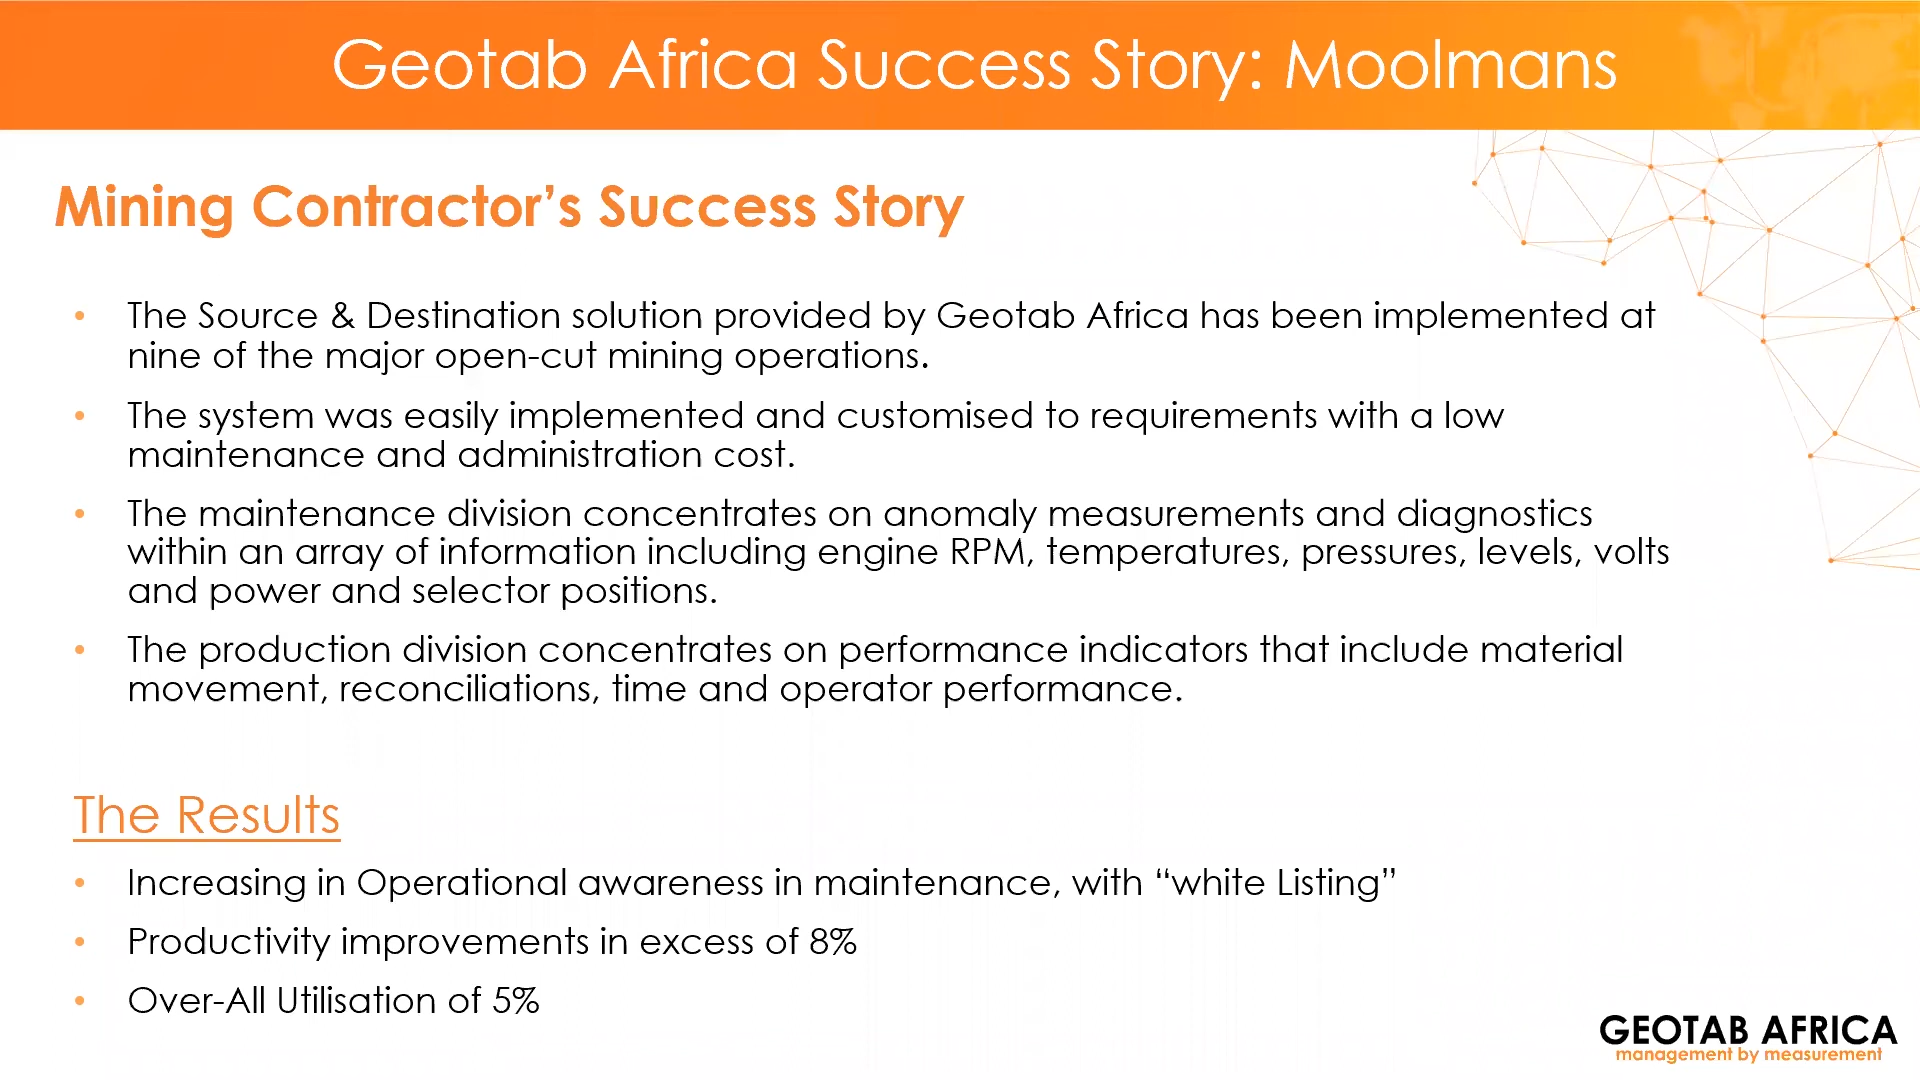 Geotab Africa Success Story: Moolmans
Mining Contractor’s Success Story
• The Source & Destination solution provided by Geotab Africa has been implemented at
nine of the major open-cut mining operations.
• The system was easily implemented and customised to requirements with a low
maintenance and administration cost.
• The maintenance division concentrates on anomaly measurements and diagnostics
within an array of information including engine RPM, temperatures, pressures, levels, volts
and power and selector positions.
• The production division concentrates on performance indicators that include material
movement, reconciliations, time and operator performance.
The Results
• Increasing in Operational awareness in maintenance, with “white Listing”
• Productivity improvements in excess of 8%
• Over-All Utilisation of 5%
GEOTAB AFRICA
management by measurement